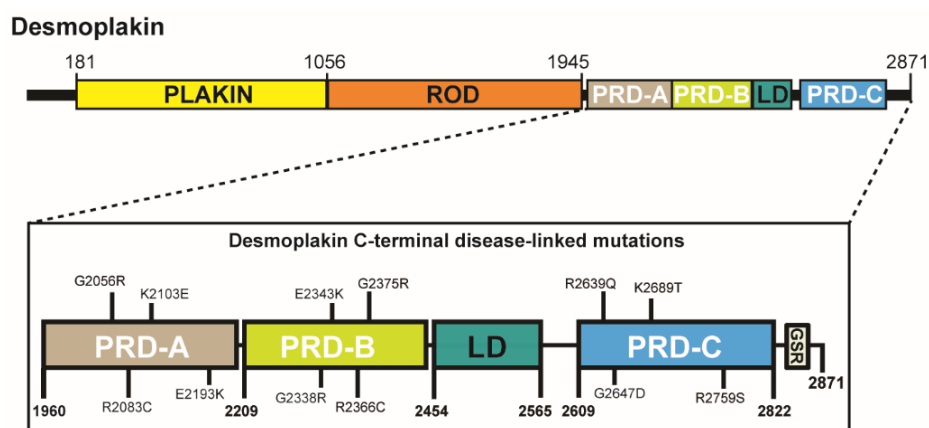 Desmoplakin
181 1056 1945 2871
PLAKIN ROD PRD-A PRD-B LD PRD-C
Desmoplakin C-terminal disease-linked mutations
G2056R K2103E E2343K G2375R R2639Q K2689T
PRD-A PRD-B LD PRD-C GSR
1960 R2083C E2193K 2209 G2338R R2366C 2454 2565 2609 G2647D R2759S 2822 2871